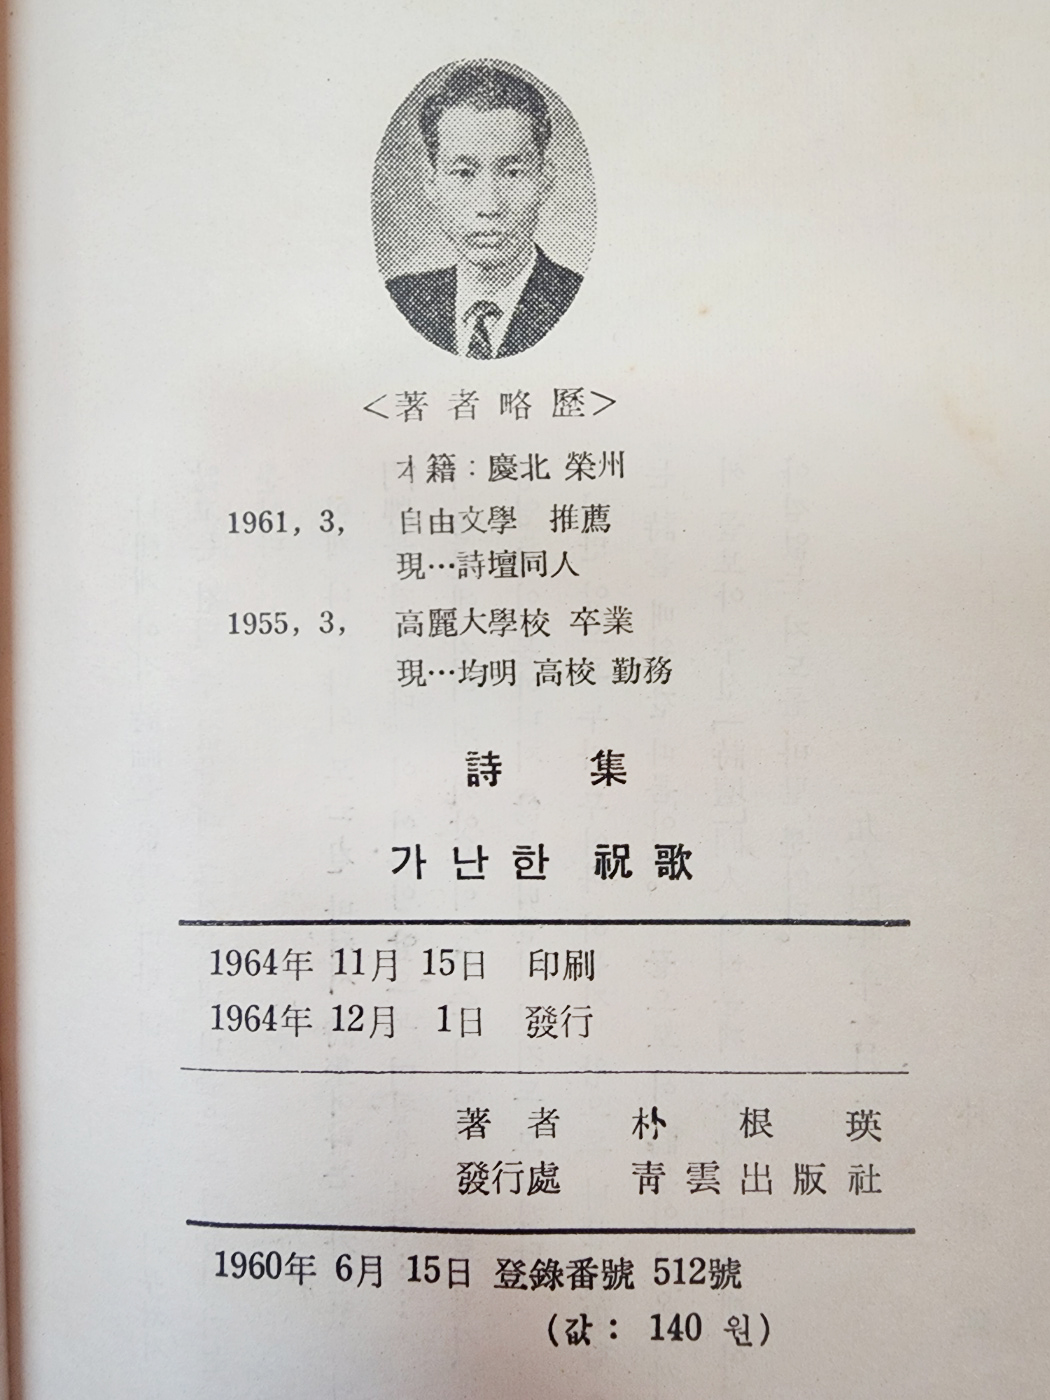 <著者略歷>
本籍 : 慶北 榮州
1961, 3, 自由文學 推薦
現…詩壇同人
1955, 3, 高麗大學校 卒業
現…均明 高校 勤務
詩 集
가난한 祝歌
1964年 11月 15日 印刷
1964年 12月 1日 發行
著者 朴根瑛
發行處 靑雲出版社
1960年 6月 15日 登錄番號 512號
(값 : 140 원)